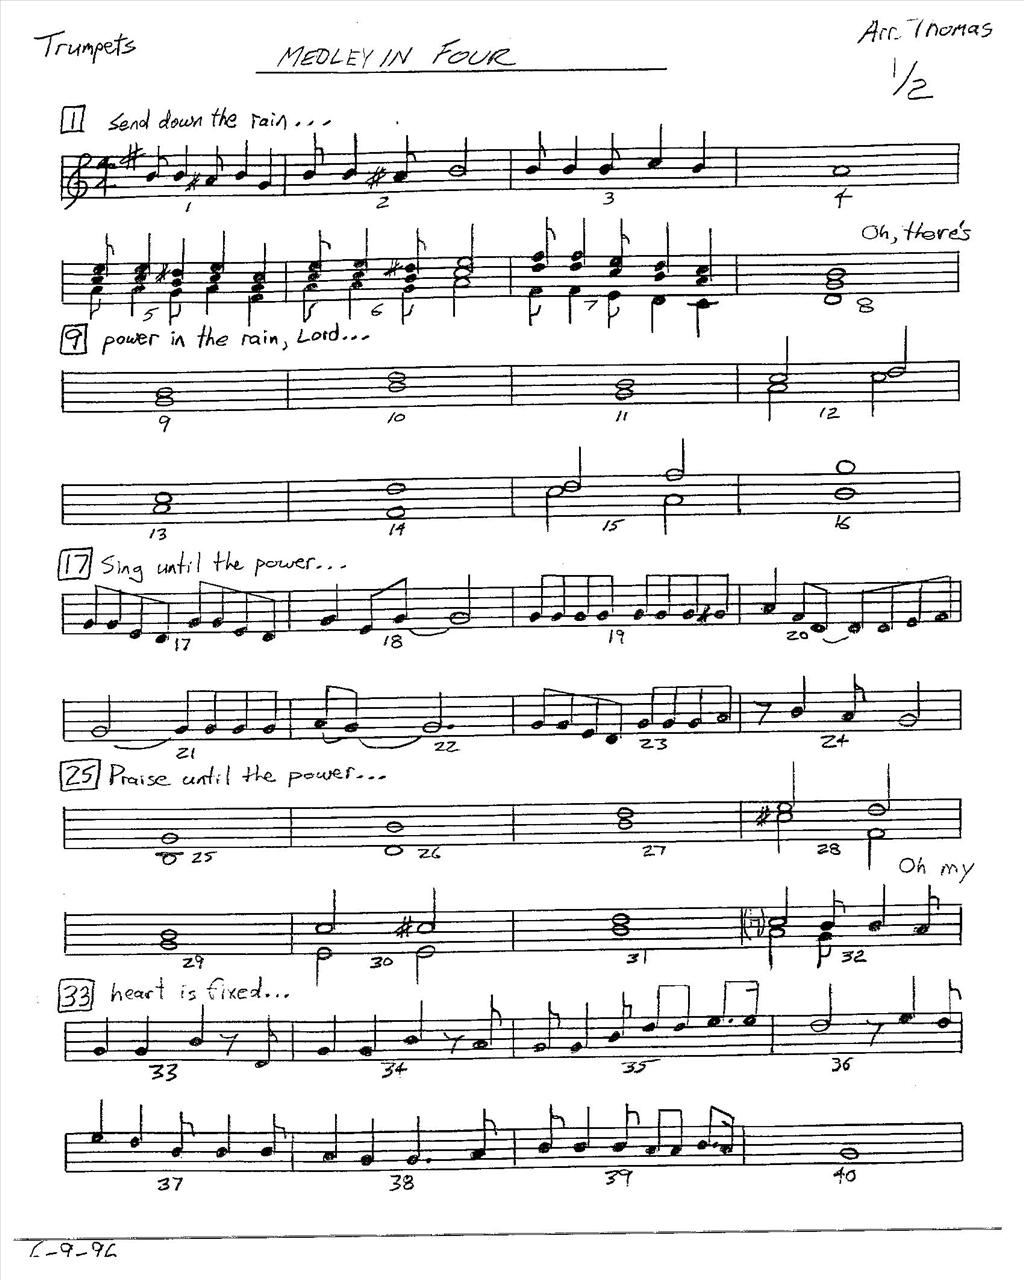 Trumpets
MEDLEY IN FOUR
Arr. Thomas
1/2
1 Send down the rain...
1 2 3 4
Oh, there's
5 6 7 8
9 power in the rain, Lord...
9 10 11 12
13 14 15 16
17 Sing until the power...
17 18 19 20
21 22 23 24
25 Praise until the power...
25 26 27 28
Oh my
29 30 31 32
33 heart is fixed...
33 34 35 36
37 38 39 40
6-9-96